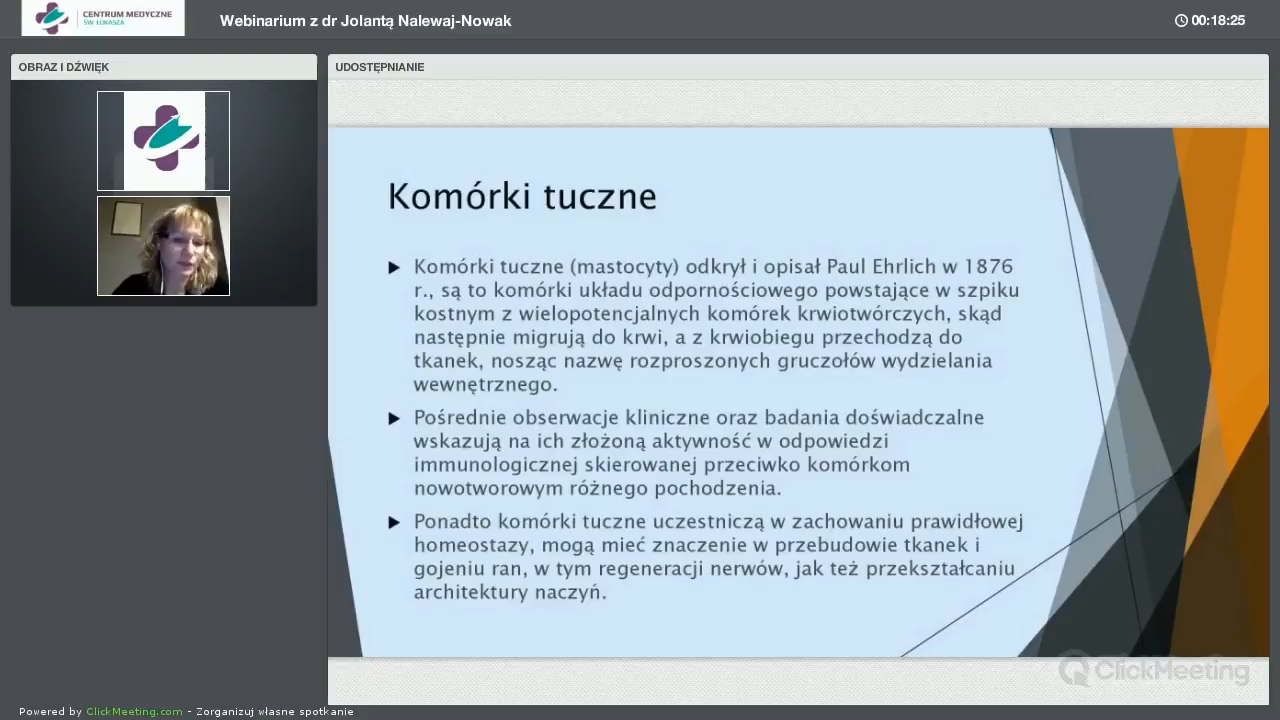 CENTRUM MEDYCZNE
ŚW. ŁUKASZA
Webinarium z dr Jolantą Nalewaj-Nowak
00:18:25
OBRAZ I DŹWIĘK
UDOSTĘPNIANIE
Komórki tuczne
Komórki tuczne (mastocyty) odkrył i opisał Paul Ehrlich w 1876
r., są to komórki układu odpornościowego powstające w szpiku
kostnym z wielopotencjalnych komórek krwiotwórczych, skąd
następnie migrują do krwi, a z krwiobiegu przechodzą do
tkanek, nosząc nazwę rozproszonych gruczołów wydzielania
wewnętrznego.
Pośrednie obserwacje kliniczne oraz badania doświadczalne
wskazują na ich złożoną aktywność w odpowiedzi
immunologicznej skierowanej przeciwko komórkom
nowotworowym różnego pochodzenia.
Ponadto komórki tuczne uczestniczą w zachowaniu prawidłowej
homeostazy, mogą mieć znaczenie w przebudowie tkanek i
gojeniu ran, w tym regeneracji nerwów, jak też przekształcaniu
architektury naczyń.
ClickMeeting
Powered by ClickMeeting.com - Zorganizuj własne spotkanie